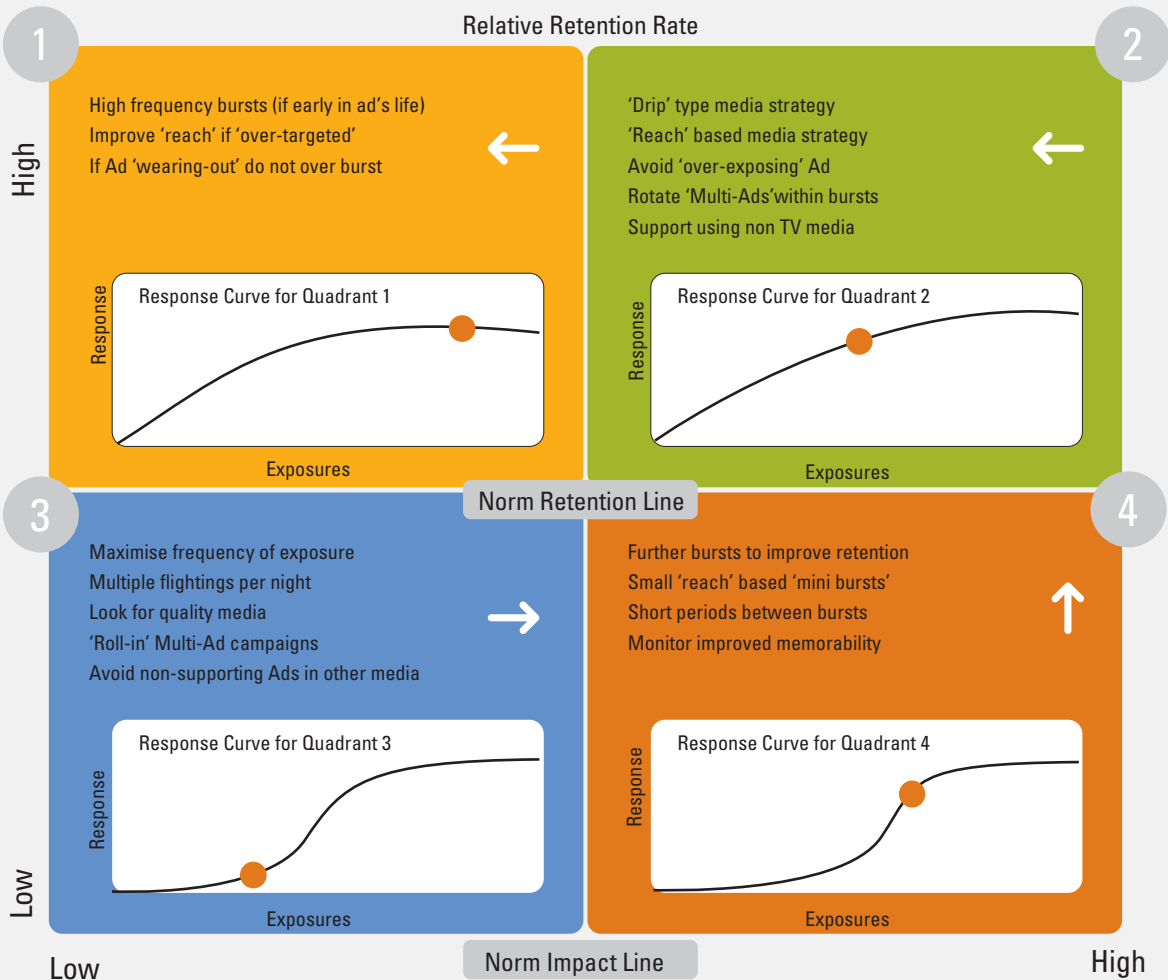 Relative Retention Rate
1
2
High
High frequency bursts (if early in ad's life)
Improve 'reach' if 'over-targeted'
If Ad 'wearing-out' do not over burst
Response Curve for Quadrant 1
Response
Exposures
'Drip' type media strategy
'Reach' based media strategy
Avoid 'over-exposing' Ad
Rotate 'Multi-Ads'within bursts
Support using non TV media
Response Curve for Quadrant 2
Response
Exposures
Norm Retention Line
3
4
Maximise frequency of exposure
Multiple flightings per night
Look for quality media
'Roll-in' Multi-Ad campaigns
Avoid non-supporting Ads in other media
Response Curve for Quadrant 3
Response
Exposures
Further bursts to improve retention
Small 'reach' based 'mini bursts'
Short periods between bursts
Monitor improved memorability
Response Curve for Quadrant 4
Response
Exposures
Low
Low
Norm Impact Line
High